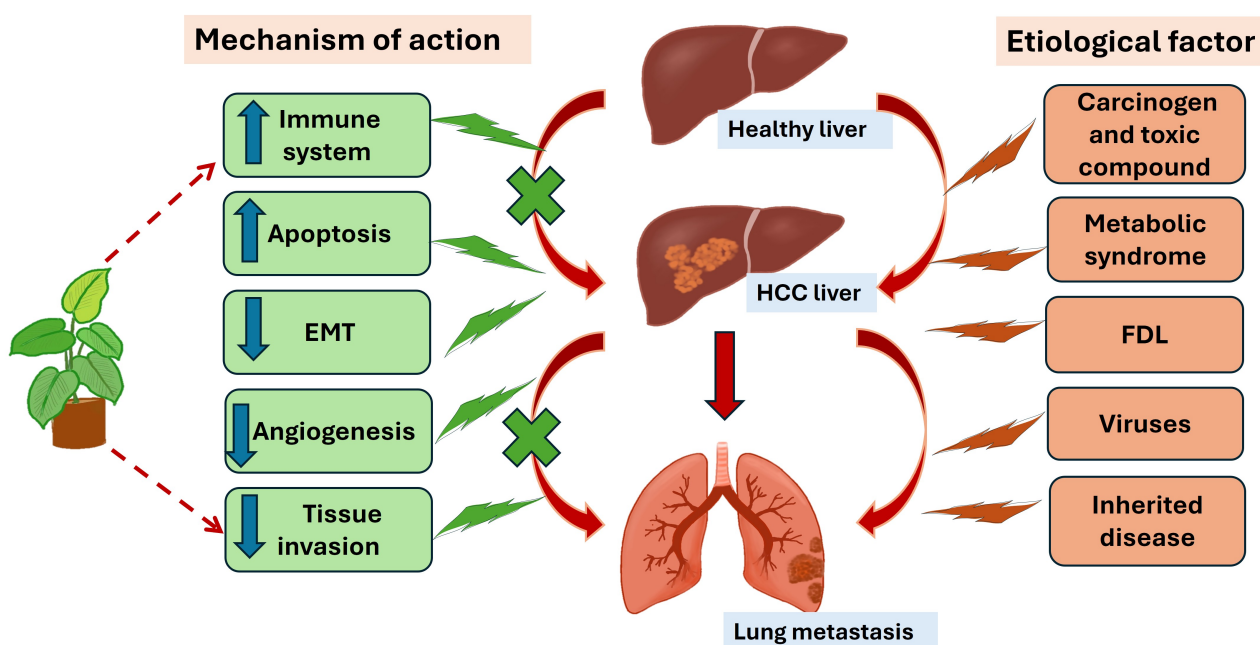 Mechanism of action
Immune
system
Apoptosis
EMT
Angiogenesis
Tissue
invasion
Healthy liver
HCC liver
Lung metastasis
Etiological factor
Carcinogen
and toxic
compound
Metabolic
syndrome
FDL
Viruses
Inherited
disease